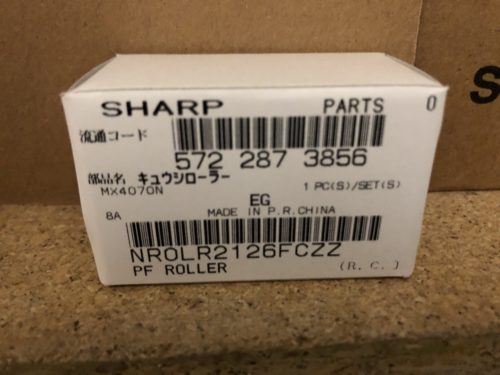 SHARP PARTS 0
流通コード
572 287 3856
部品名 キュウシローラー
MX4070N 1 PC(S)/SET(S)
EG
BA MADE IN P.R.CHINA
NROLR2126FCZZ
PF ROLLER (R.C.)
S